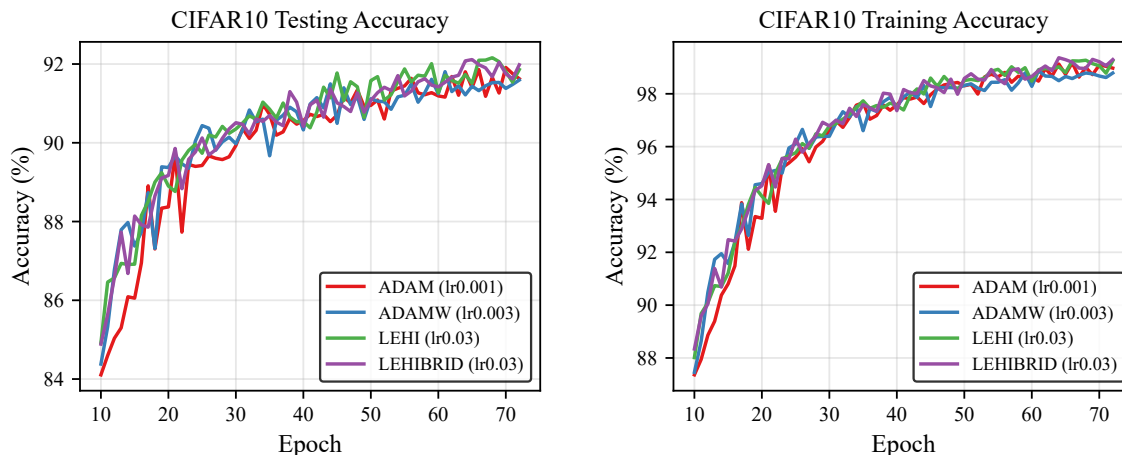 CIFAR10 Testing Accuracy
Accuracy (%)
92
90
88
86
84
10 20 30 40 50 60 70
Epoch
ADAM (lr0.001)
ADAMW (lr0.003)
LEHI (lr0.03)
LEHIBRID (lr0.03)
CIFAR10 Training Accuracy
Accuracy (%)
98
96
94
92
90
88
10 20 30 40 50 60 70
Epoch
ADAM (lr0.001)
ADAMW (lr0.003)
LEHI (lr0.03)
LEHIBRID (lr0.03)